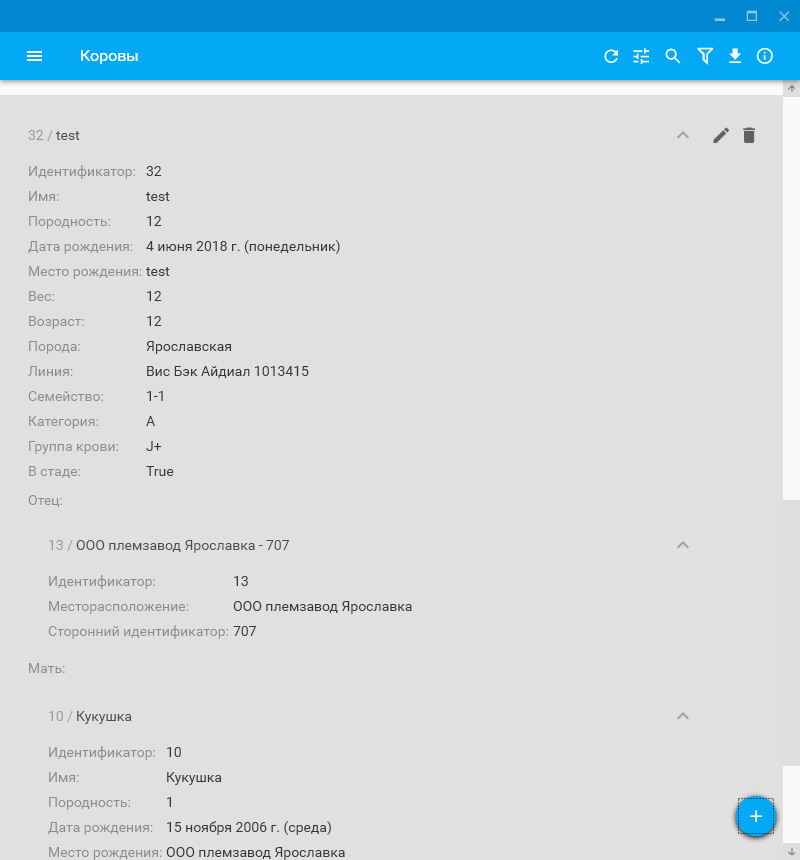 Коровы
32 / test
Идентификатор: 32
Имя: test
Породность: 12
Дата рождения: 4 июня 2018 г. (понедельник)
Место рождения: test
Вес: 12
Возраст: 12
Порода: Ярославская
Линия: Вис Бэк Айдиал 1013415
Семейство: 1-1
Категория: А
Группа крови: J+
В стаде: True
Отец:
13 / ООО племзавод Ярославка - 707
Идентификатор: 13
Месторасположение: ООО племзавод Ярославка
Сторонний идентификатор: 707
Мать:
10 / Кукушка
Идентификатор: 10
Имя: Кукушка
Породность: 1
Дата рождения: 15 ноября 2006 г. (среда)
Место рождения: ООО племзавод Ярославка